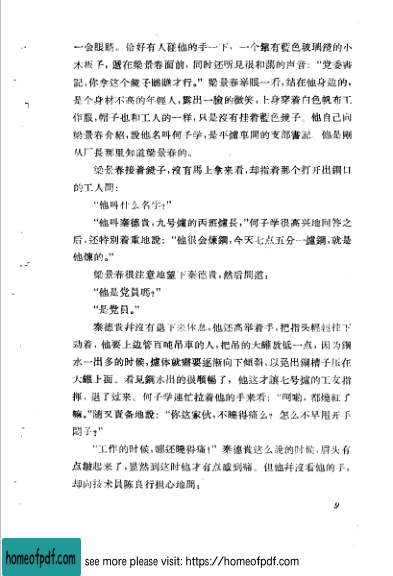 一会眼睛。恰好有人碰他的手一下，一个镶有藍色玻璃鏡的小
木板子，遞在梁景春面前，同时还听見很和藹的声音：“党委書
記，你拿这个鏡子瞧瞧才行。”梁景春举眼一看，站在他身边的，
是个身材不高的年輕人，露出一臉的微笑，上身穿着白色帆布工
作服，帽子也和工人的一样，只是沒有挂着藍色鏡子。他自己向
梁景春介紹，說他名叫何子学，是平爐車間的支部書記。他是剛
从厂長那里知道梁景春的。
梁景春接着鏡子，沒有馬上拿来看，却指着那个打开出鋼口
的工人問：
“他叫什么名字？”
“他叫秦德貴，九号爐的丙班爐長，”何子学很高兴地回答之
后，还特别着重地說：“他很会煉鋼，今天七点五分一爐鋼，就是
他煉的。”
梁景春很注意地望下秦德貴，然后問道：
“他是党員嗎？”
“是党員。”
秦德貴并沒有退下来休息，他还高举着手，把指头輕輕往下
动着，他要上边管百吨吊車的人，把吊的大罐放低一点，因为鋼
水一出多的时候，爐体就需要逐漸向下傾斜，以免出鋼槽子压在
大罐上面。看見鋼水出的很順暢了，他这才讓七号爐的工友指
揮，退了过来。何子学連忙拉着他的手来看：“呵喲，都燒紅了
嘛。”随又責备地說：“你这家伙，不曉得痛么？怎么不早甩开手
悶子？”
“工作的时候，哪还曉得痛！”秦德貴这么說的时候，眉头有
点皺起来了，显然到这时他才有点感到痛。但他并沒看他的手，
却向技术員陈良行担心地問：
9
homeofpdf.com
see more please visit: https://homeofpdf.com